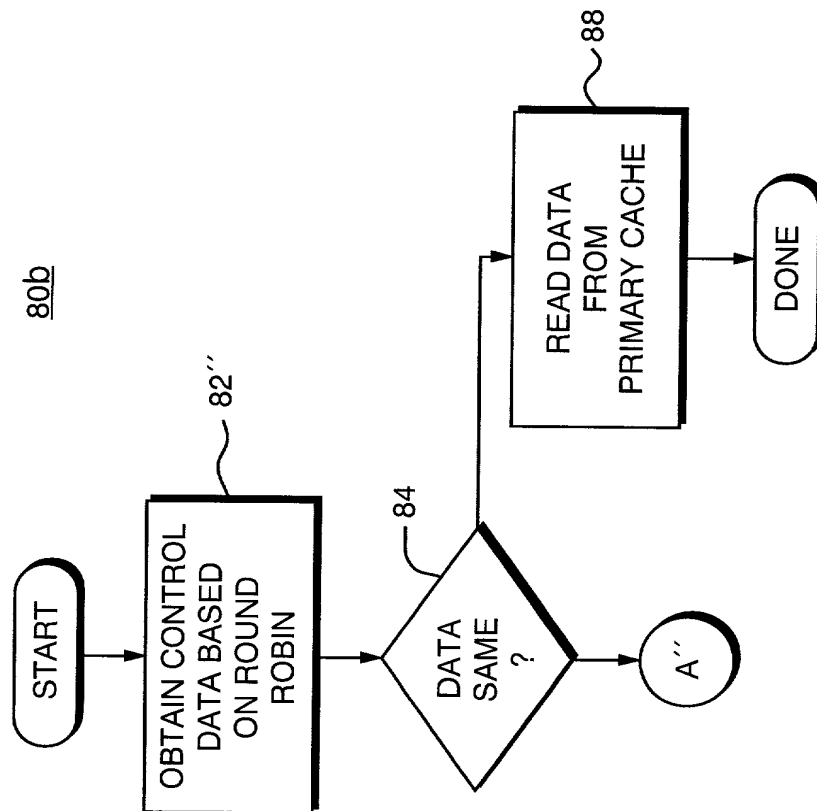 80b
START
OBTAIN CONTROL
DATA BASED
ON ROUND
ROBIN
82″
DATA
SAME
?
84
A″
READ DATA
FROM
PRIMARY CACHE
88
DONE